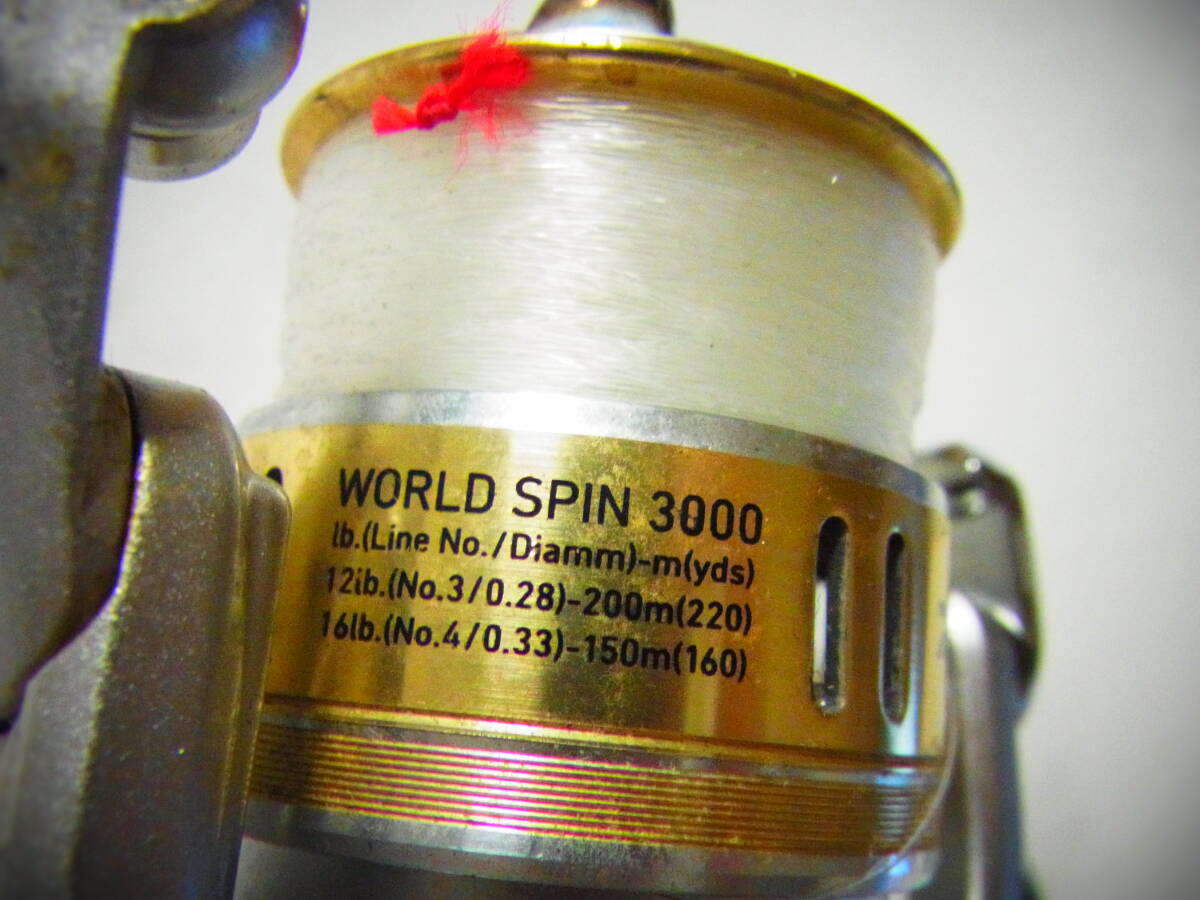 WORLD SPIN 3000
lb.(Line No./Diamm)-m(yds)
12ib.(No.3/0.28)-200m(220)
16lb.(No.4/0.33)-150m(160)